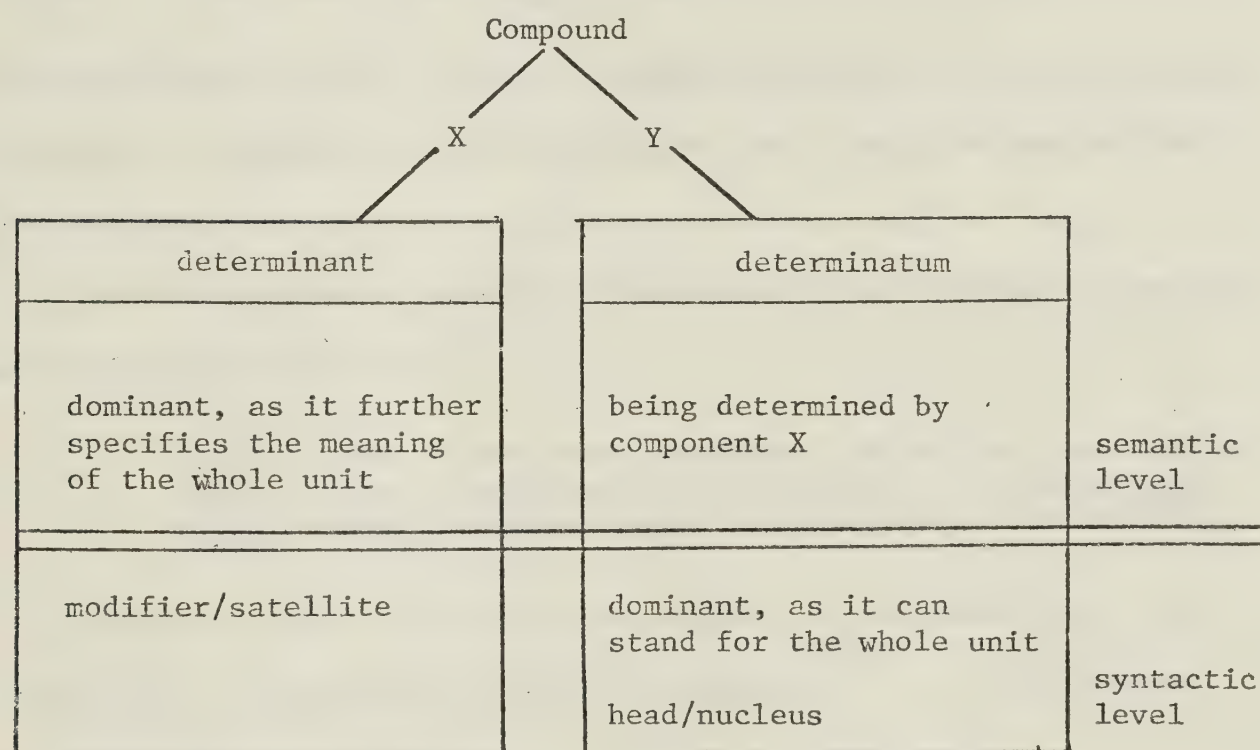 Compound
X Y
determinant determinatum
dominant, as it further
specifies the meaning
of the whole unit
being determined by
component X
semantic
level
modifier/satellite
dominant, as it can
stand for the whole unit
head/nucleus
syntactic
level